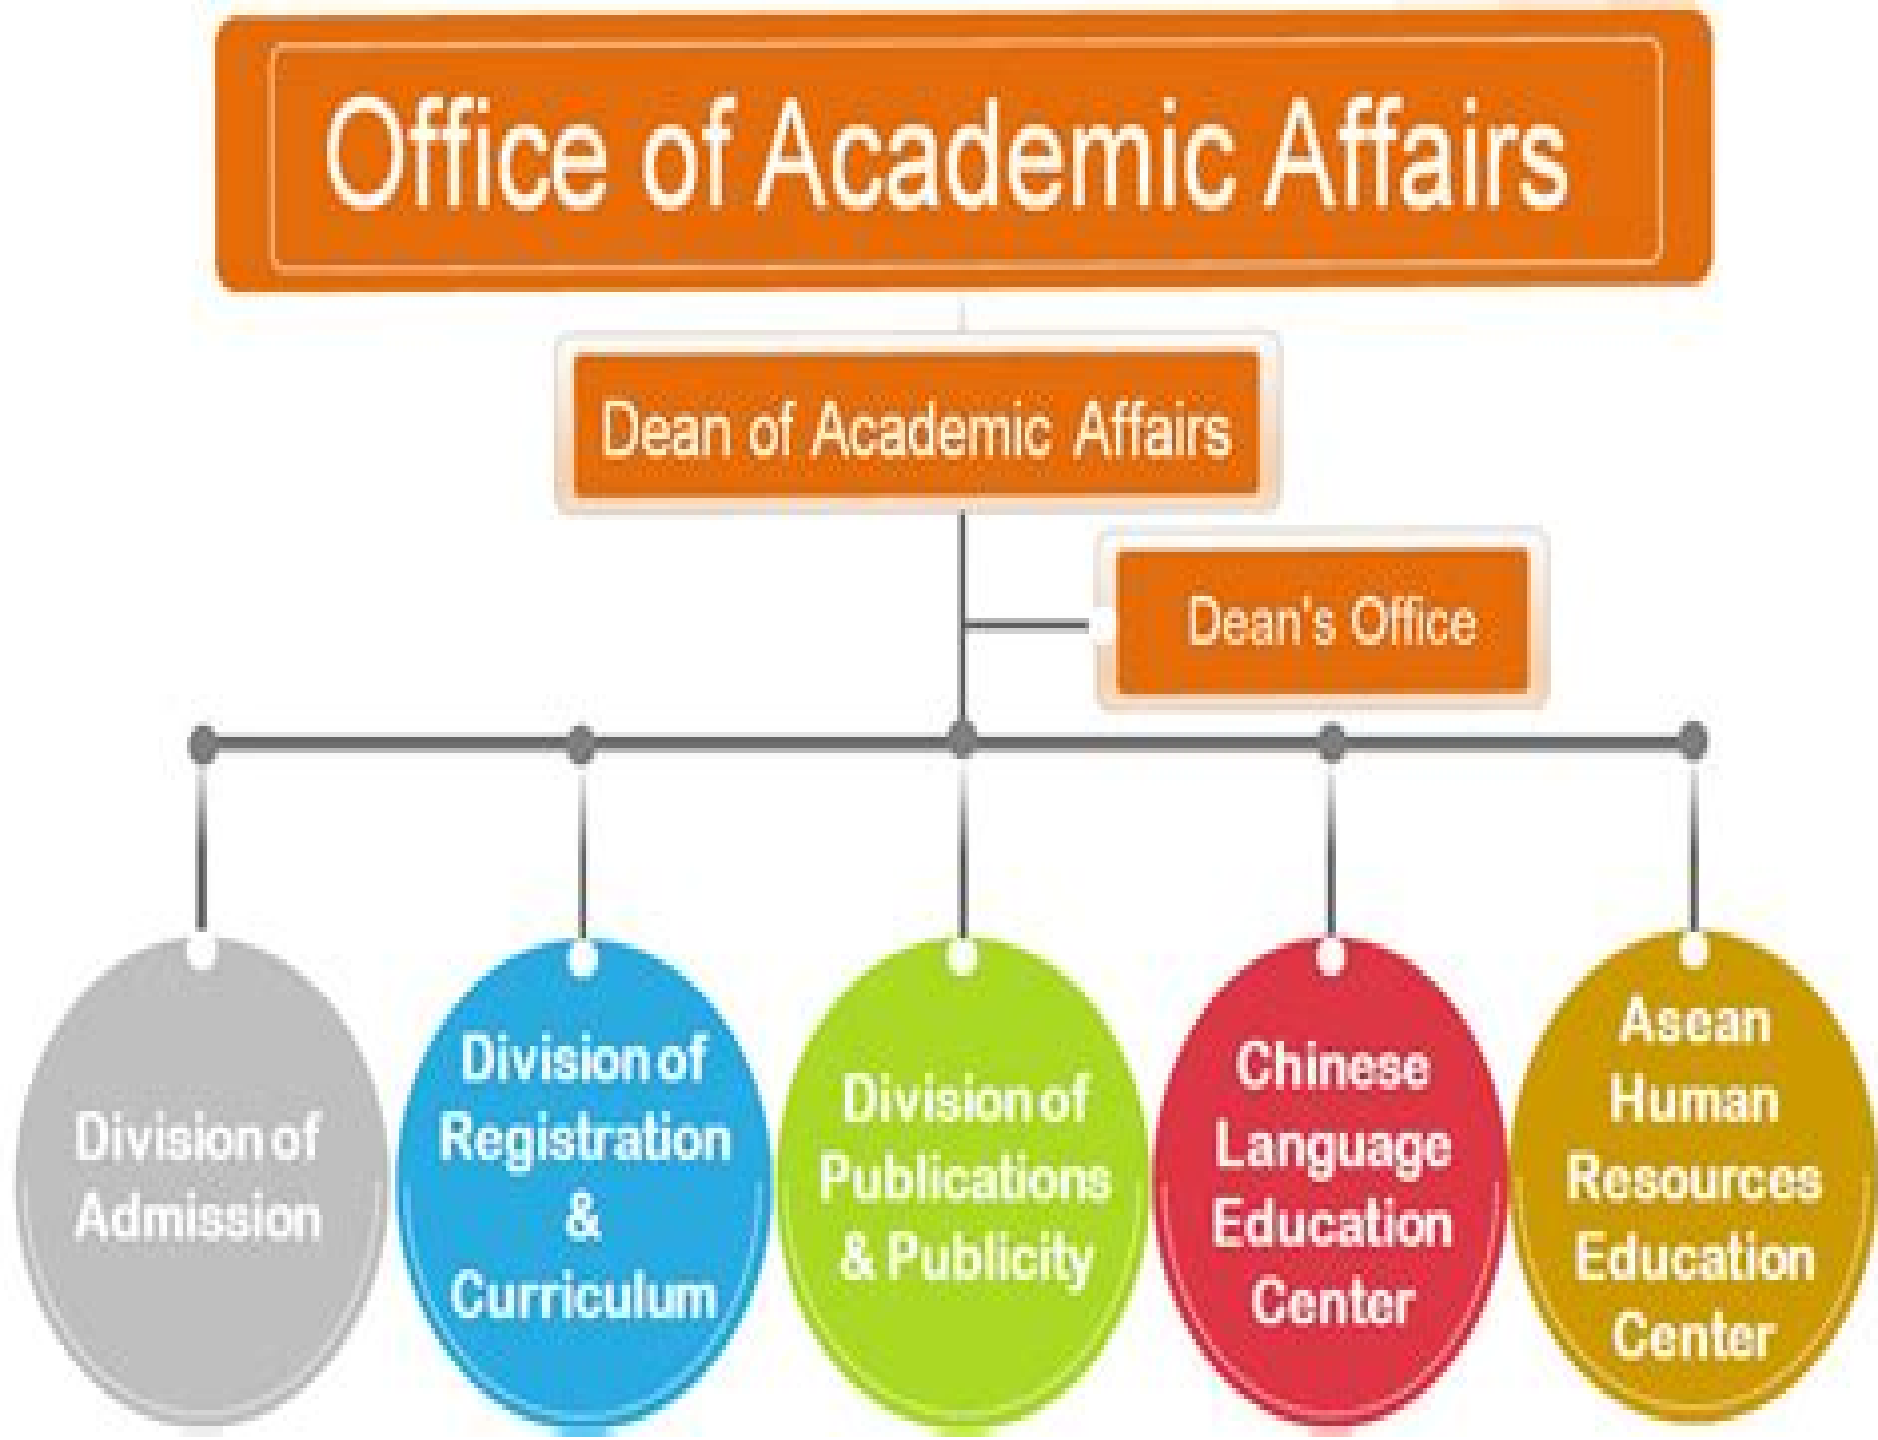 Office of Academic Affairs
Dean of Academic Affairs
Dean's Office
Division of
Admission
Division of
Registration
&
Curriculum
Division of
Publications
& Publicity
Chinese
Language
Education
Center
Asean
Human
Resources
Education
Center